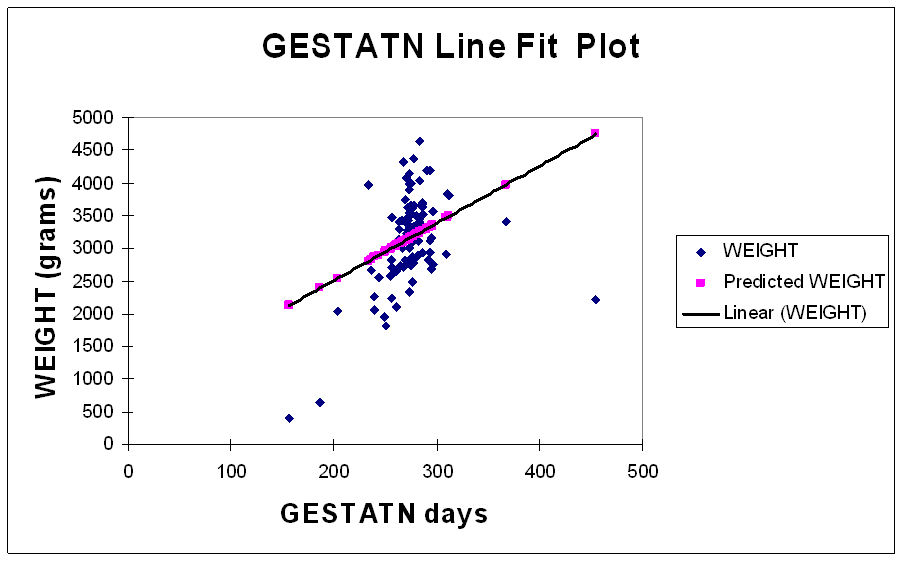 GESTATN Line Fit Plot
WEIGHT (grams)
5000
4500
4000
3500
3000
2500
2000
1500
1000
500
0
0 100 200 300 400 500
GESTATN days
WEIGHT
Predicted WEIGHT
Linear (WEIGHT)